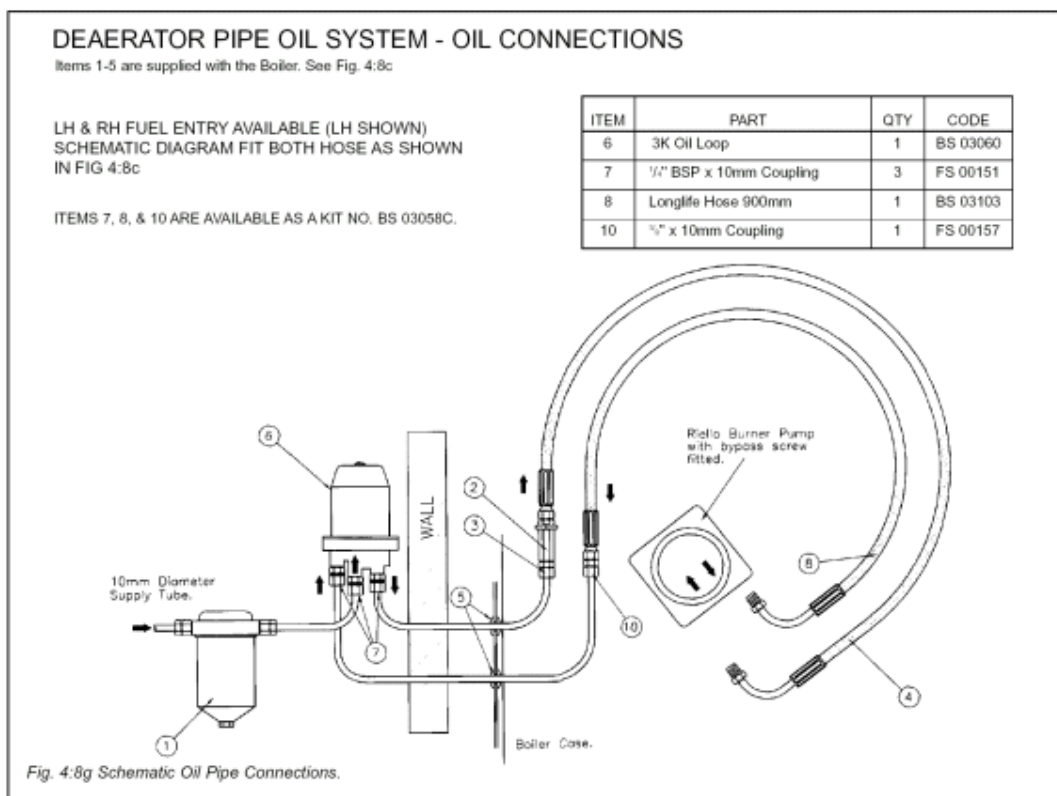 DEAERATOR PIPE OIL SYSTEM - OIL CONNECTIONS
Items 1-5 are supplied with the Boiler. See Fig. 4:8c
LH & RH FUEL ENTRY AVAILABLE (LH SHOWN)
SCHEMATIC DIAGRAM FIT BOTH HOSE AS SHOWN
IN FIG 4:8c
ITEMS 7, 8, & 10 ARE AVAILABLE AS A KIT NO. BS 03058C.
ITEM PART QTY CODE
6 3K Oil Loop 1 BS 03060
7 1/4" BSP x 10mm Coupling 3 FS 00151
8 Longlife Hose 900mm 1 BS 03103
10 x 10mm Coupling 1 FS 00157
Riello Burner Pump
with bypass screw
fitted.
6
2
WALL
3
8
10mm Diameter
Supply Tube.
5
10
7
4
1
Boiler Case.
Fig. 4:8g Schematic Oil Pipe Connections.